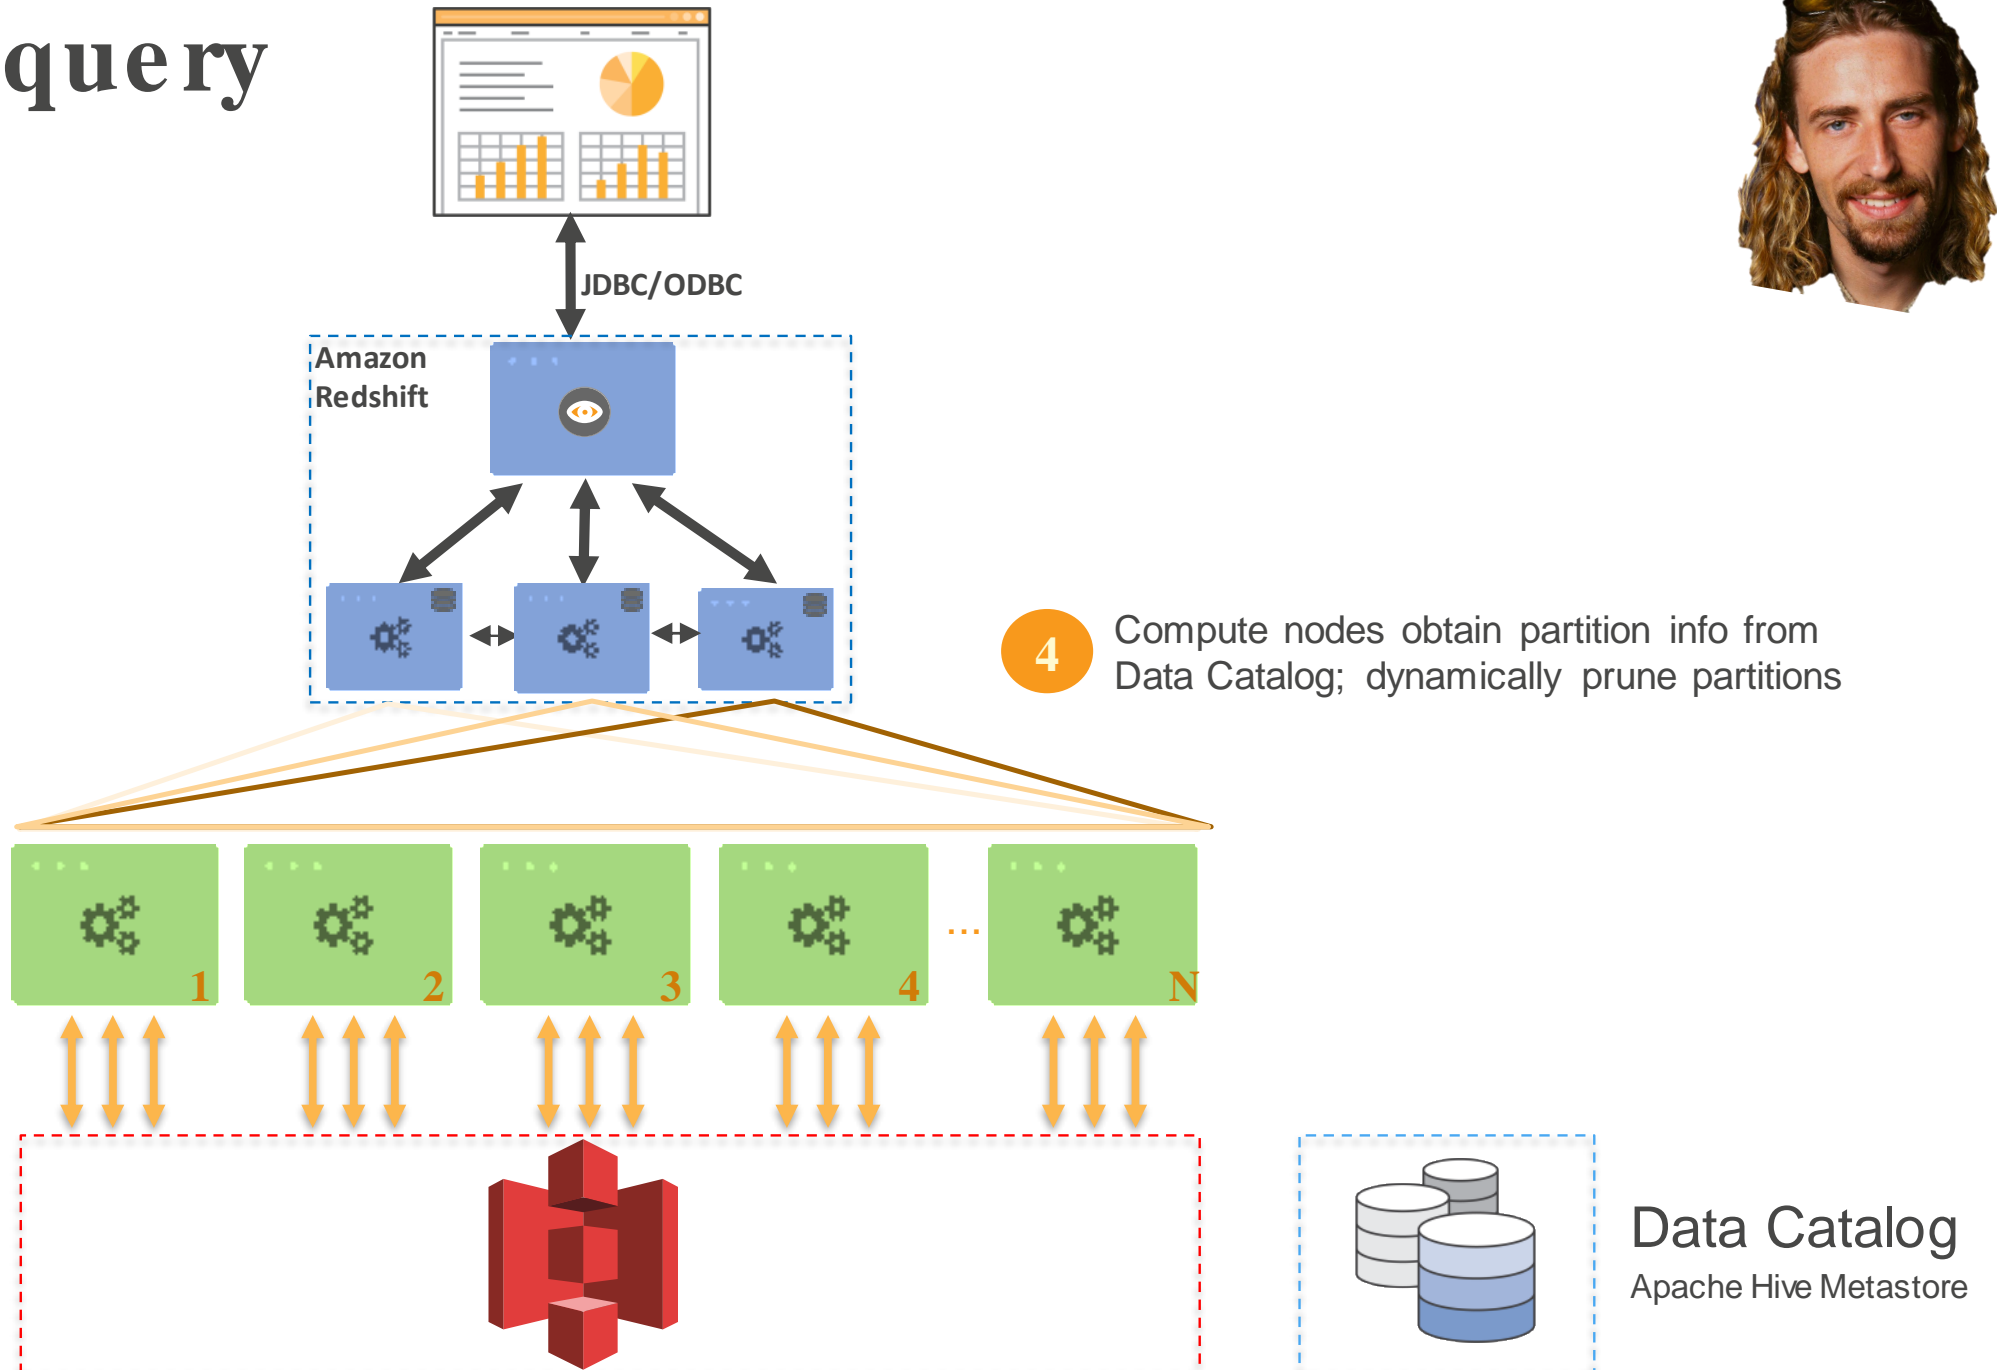 query
JDBC/ODBC
Amazon
Redshift
4
Compute nodes obtain partition info from
Data Catalog; dynamically prune partitions
1
2
3
4
...
N
Data Catalog
Apache Hive Metastore